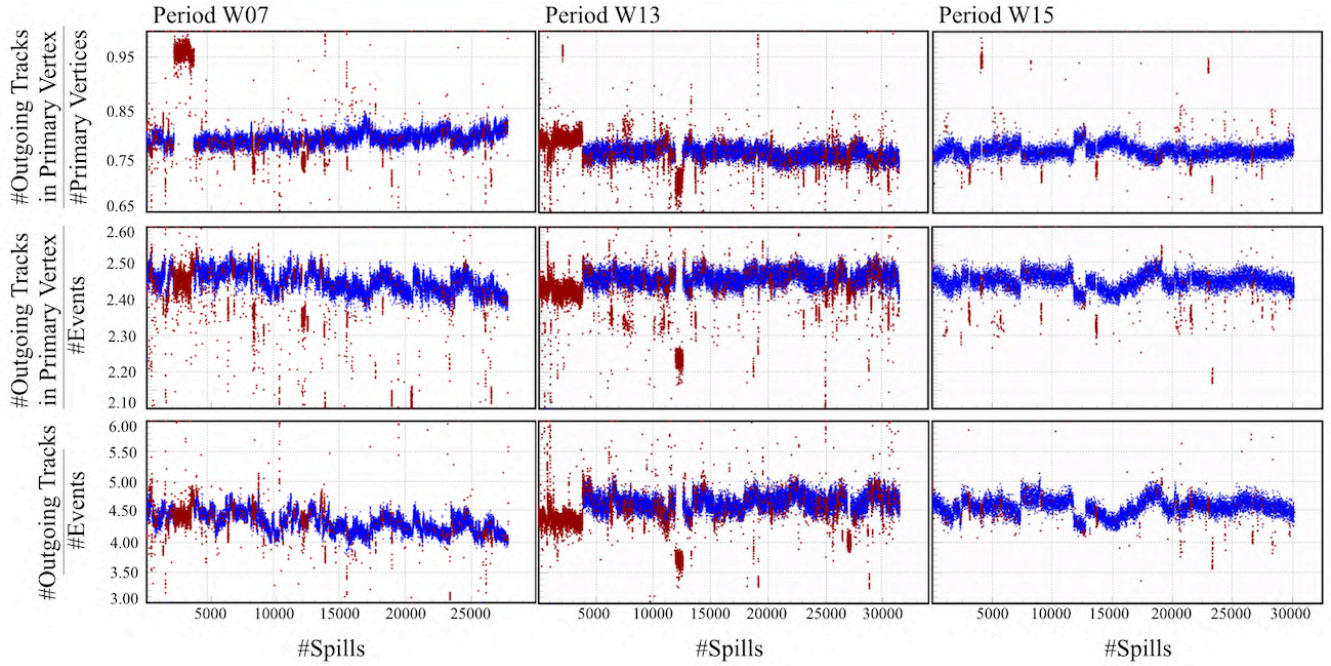 Period W07
Period W13
Period W15
#Outgoing Tracks
in Primary Vertex
#Primary Vertices
0.95
0.85
0.75
0.65
#Outgoing Tracks
in Primary Vertex
#Events
2.60
2.50
2.40
2.30
2.20
2.10
#Outgoing Tracks
#Events
6.00
5.50
5.00
4.50
4.00
3.50
3.00
5000 10000 15000 20000 25000
5000 10000 15000 20000 25000 30000
5000 10000 15000 20000 25000 30000
#Spills
#Spills
#Spills